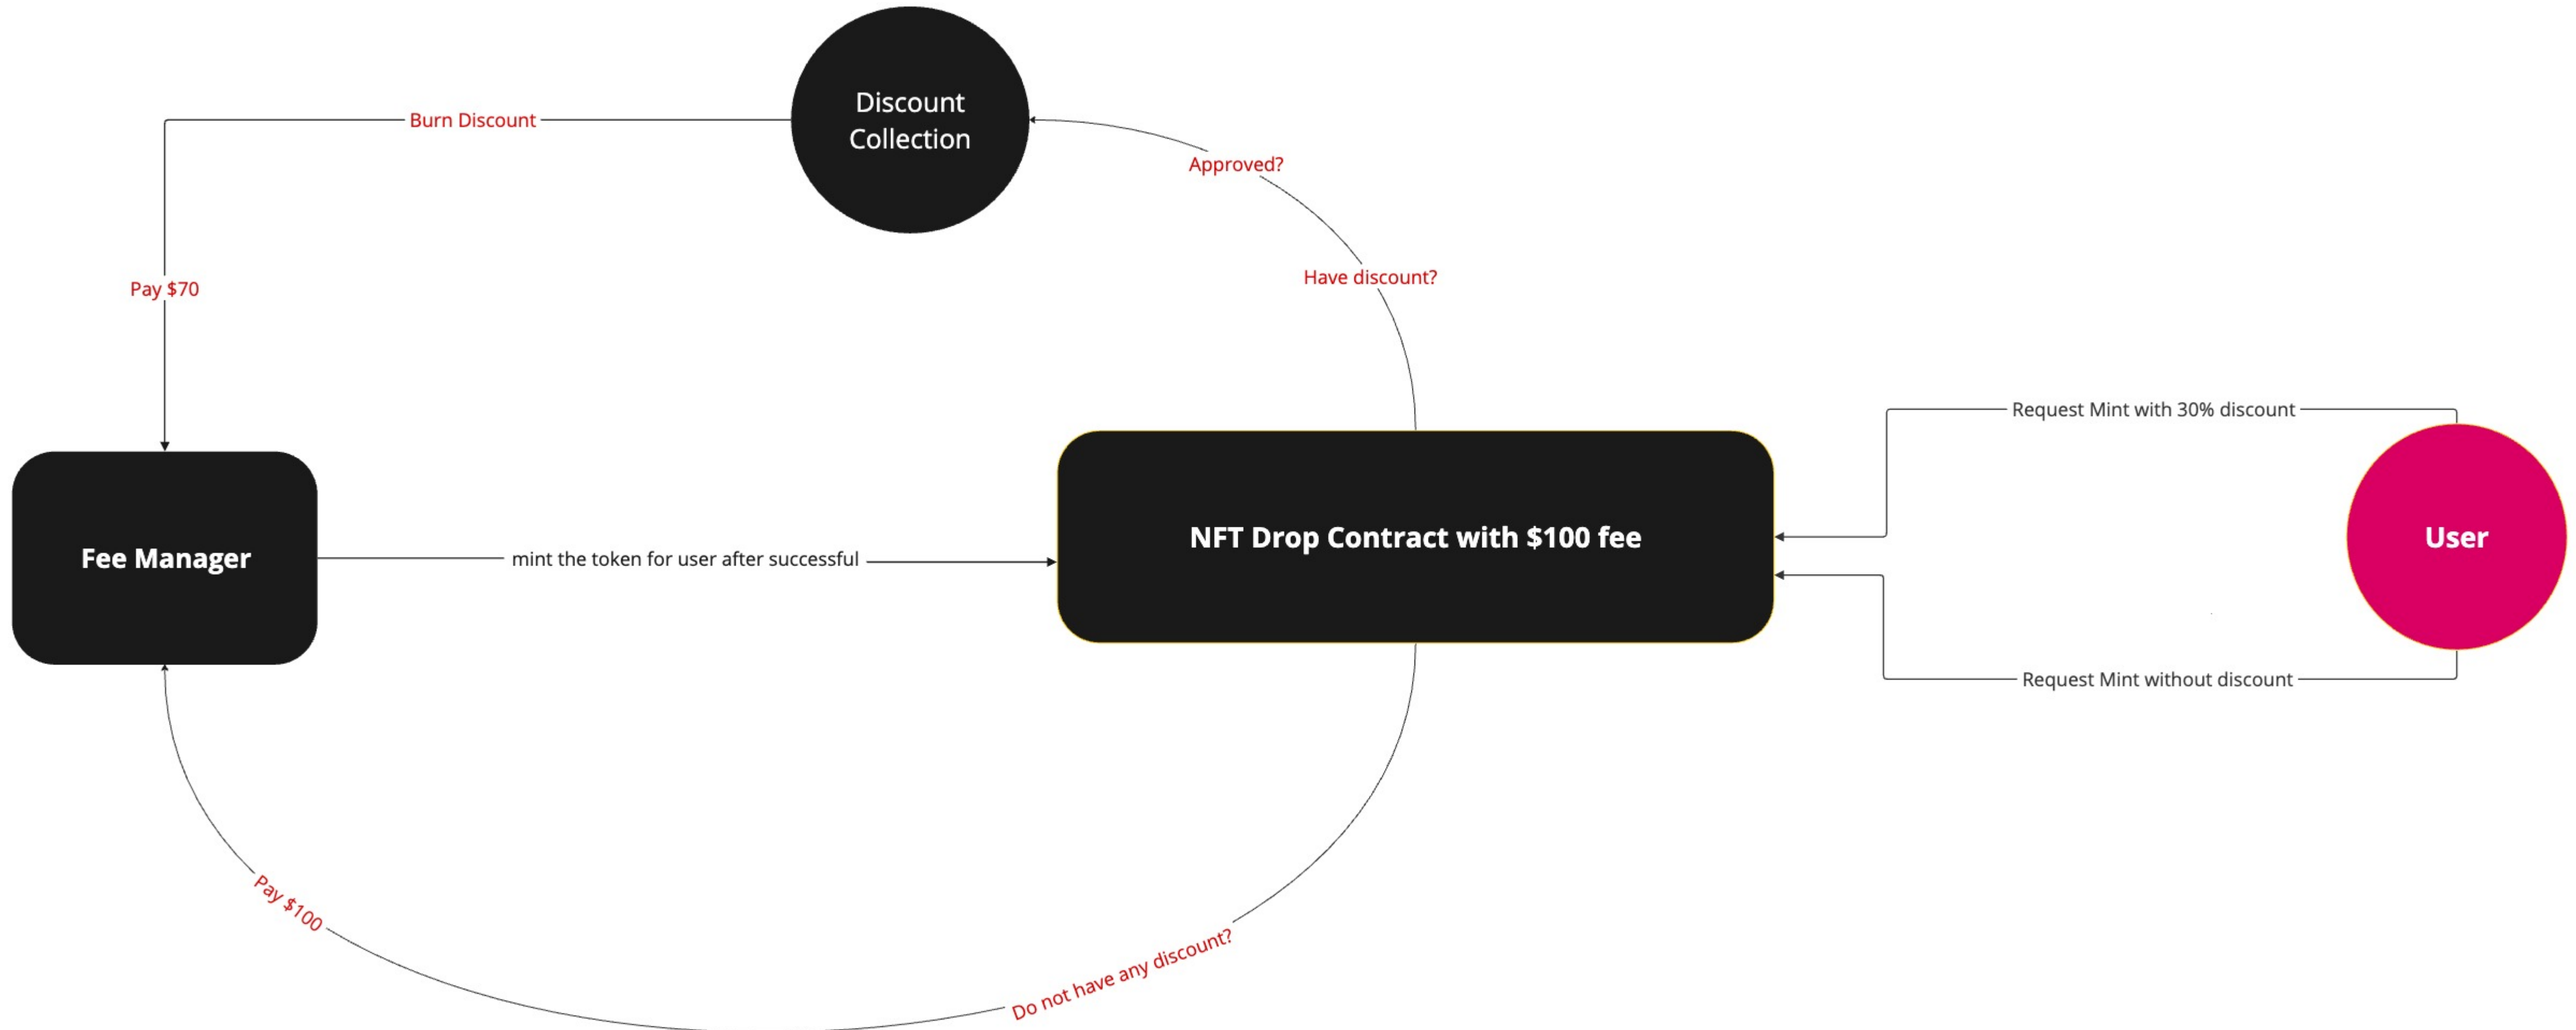 Discount
Collection
Burn Discount
Approved?
Have discount?
Pay $70
Request Mint with 30% discount
Fee Manager
mint the token for user after successful
NFT Drop Contract with $100 fee
User
Request Mint without discount
Pay $100
Do not have any discount?